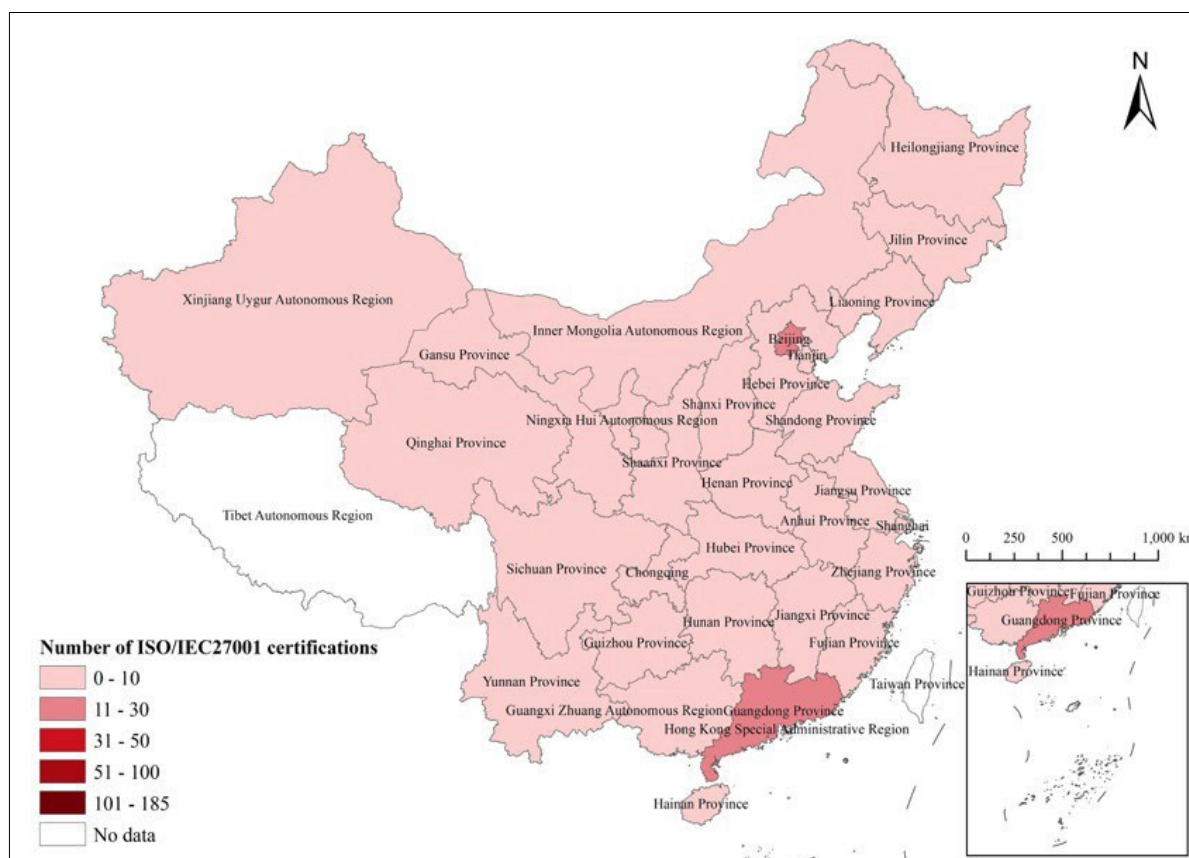 N
Heilongjiang Province
Jilin Province
Liaoning Province
Xinjiang Uygur Autonomous Region
Inner Mongolia Autonomous Region
Beijing
Tianjin
Gansu Province
Hebei Province
Shanxi Province
Ningxia Hui Autonomous Region
Shandong Province
Qinghai Province
Shaanxi Province
Henan Province
Jiangsu Province
Tibet Autonomous Region
Anhui Province
Shanghai
Hubei Province
Sichuan Province
Chongqing
Zhejiang Province
0 250 500 1,000 km
Hunan Province
Jiangxi Province
Guizhou Province
Fujian Province
Yunnan Province
Taiwan Province
Guangxi Zhuang Autonomous Region
Guangdong Province
Hong Kong Special Administrative Region
Hainan Province
Number of ISO/IEC27001 certifications
0 - 10
11 - 30
31 - 50
51 - 100
101 - 185
No data
Guizhou Province
Fujian Province
Guangdong Province
Hainan Province